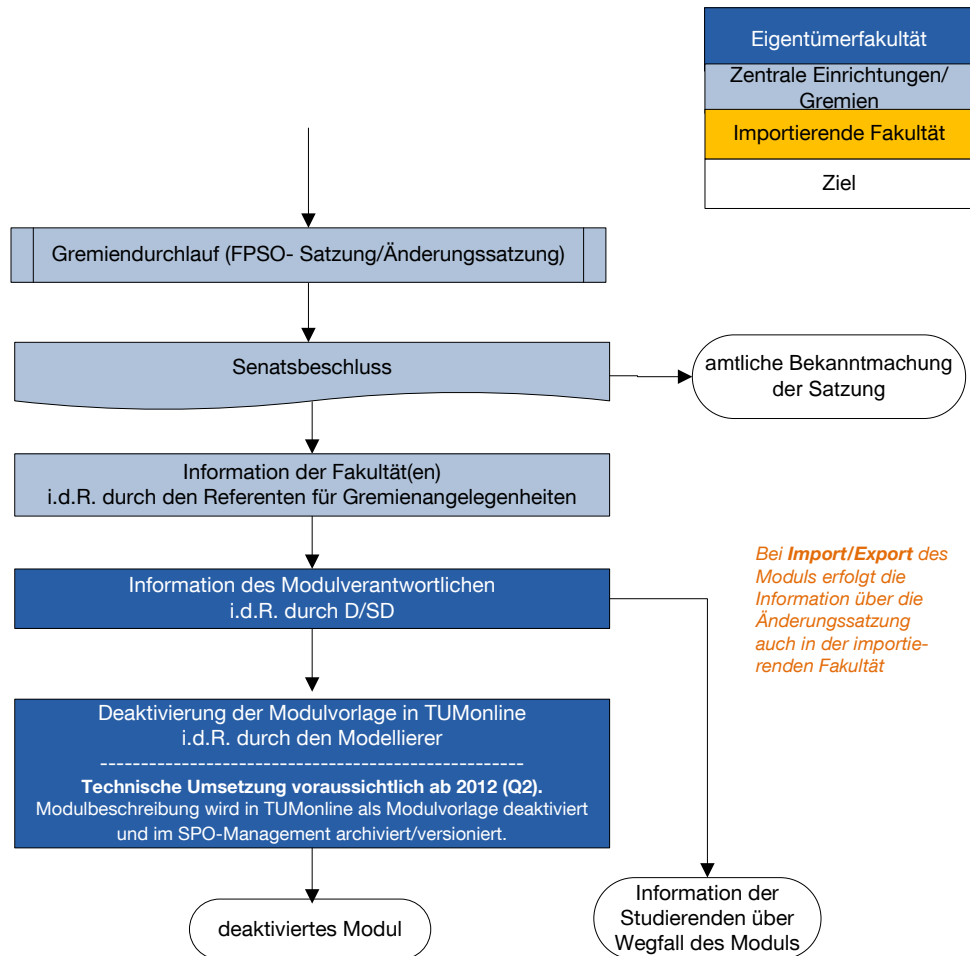 Eigentümerfakultät
Zentrale Einrichtungen/
Gremien
Importierende Fakultät
Ziel
Gremiendurchlauf (FPSO- Satzung/Änderungssatzung)
Senatsbeschluss
amtliche Bekanntmachung
der Satzung
Information der Fakultät(en)
i.d.R. durch den Referenten für Gremienangelegenheiten
Information des Modulverantwortlichen
i.d.R. durch D/SD
Bei Import/Export des
Moduls erfolgt die
Information über die
Änderungssatzung
auch in der importie-
renden Fakultät
Deaktivierung der Modulvorlage in TUMonline
i.d.R. durch den Modellierer
----------------------------------------------------
Technische Umsetzung voraussichtlich ab 2012 (Q2).
Modulbeschreibung wird in TUMonline als Modulvorlage deaktiviert
und im SPO-Management archiviert/versioniert.
deaktiviertes Modul
Information der
Studierenden über
Wegfall des Moduls